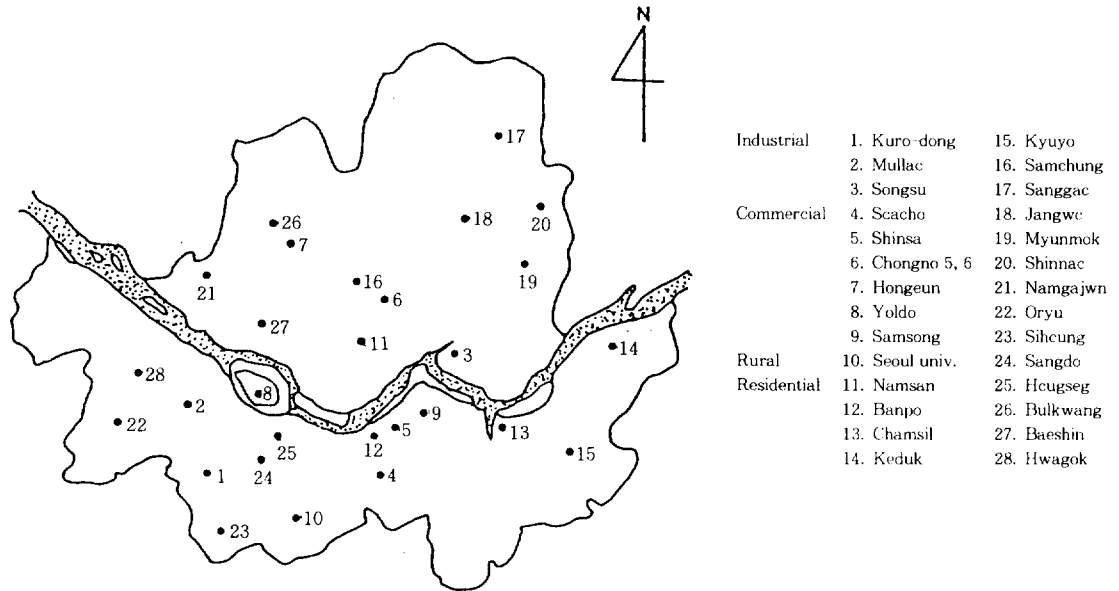 N
17
18
20
26
7
19
21
16
6
27
11
3
14
28
8
2
9
22
5
13
12
25
15
24
1
4
10
23
Industrial 1. Kuro-dong 15. Kyuyo
2. Mullac 16. Samchung
3. Songsu 17. Sanggac
Commercial 4. Scacho 18. Jangwc
5. Shinsa 19. Myunmok
6. Chongno 5, 6 20. Shinnac
7. Hongeun 21. Namgajwn
8. Yoldo 22. Oryu
9. Samsong 23. Sihcung
Rural 10. Seoul univ. 24. Sangdo
Residential 11. Namsan 25. Hcugseg
12. Banpo 26. Bulkwang
13. Chamsil 27. Baeshin
14. Keduk 28. Hwagok